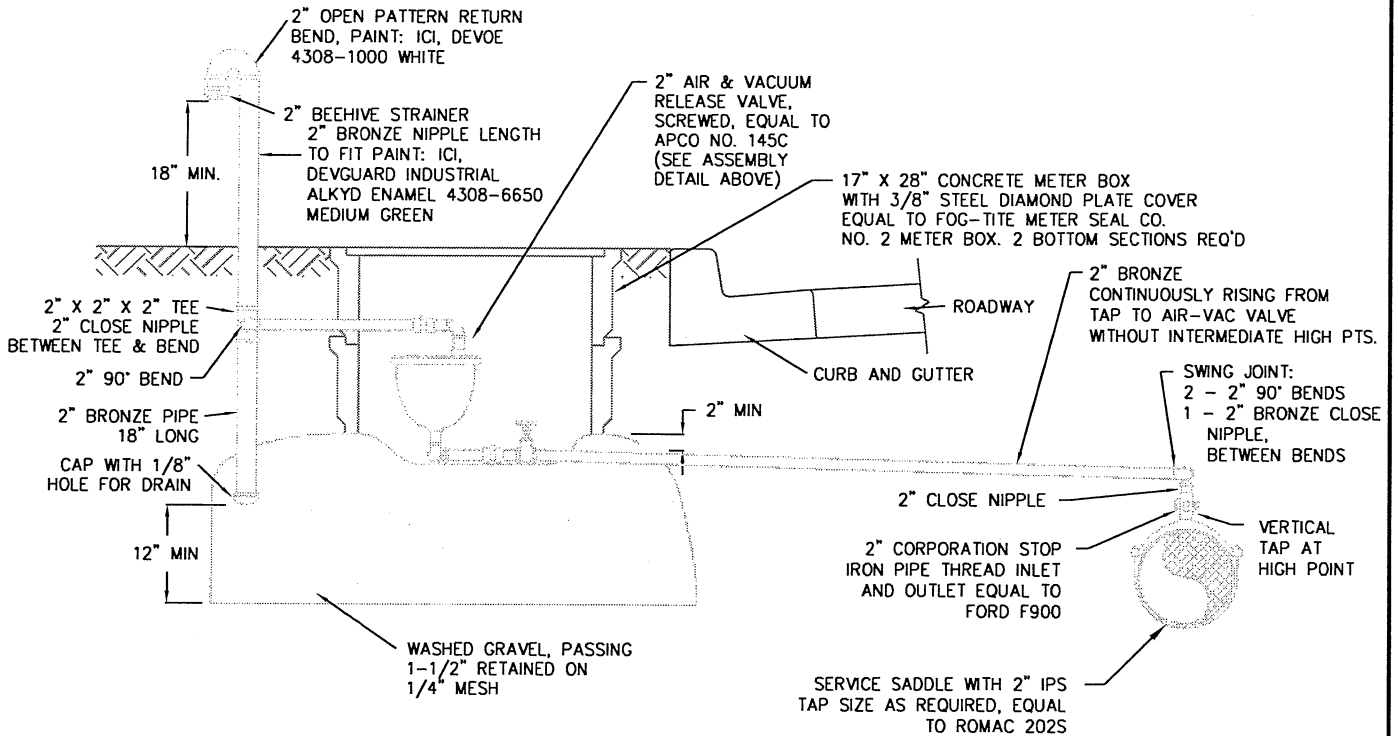 2" OPEN PATTERN RETURN
BEND, PAINT: ICI, DEVOE
4308-1000 WHITE
2" BEEHIVE STRAINER
2" BRONZE NIPPLE LENGTH
TO FIT PAINT: ICI,
DEVGUARD INDUSTRIAL
ALKYD ENAMEL 4308-6650
MEDIUM GREEN
18" MIN.
2" AIR & VACUUM
RELEASE VALVE,
SCREWED, EQUAL TO
APCO NO. 145C
(SEE ASSEMBLY
DETAIL ABOVE)
17" X 28" CONCRETE METER BOX
WITH 3/8" STEEL DIAMOND PLATE COVER
EQUAL TO FOG-TITE METER SEAL CO.
NO. 2 METER BOX. 2 BOTTOM SECTIONS REQ'D
2" BRONZE
CONTINUOUSLY RISING FROM
TAP TO AIR-VAC VALVE
WITHOUT INTERMEDIATE HIGH PTS.
ROADWAY
2" X 2" X 2" TEE
2" CLOSE NIPPLE
BETWEEN TEE & BEND
2" 90° BEND
CURB AND GUTTER
SWING JOINT:
2 - 2" 90° BENDS
1 - 2" BRONZE CLOSE
NIPPLE,
BETWEEN BENDS
2" BRONZE PIPE
18" LONG
2" MIN
CAP WITH 1/8"
HOLE FOR DRAIN
2" CLOSE NIPPLE
12" MIN
2" CORPORATION STOP
IRON PIPE THREAD INLET
AND OUTLET EQUAL TO
FORD F900
VERTICAL
TAP AT
HIGH POINT
WASHED GRAVEL, PASSING
1-1/2" RETAINED ON
1/4" MESH
SERVICE SADDLE WITH 2" IPS
TAP SIZE AS REQUIRED, EQUAL
TO ROMAC 202S